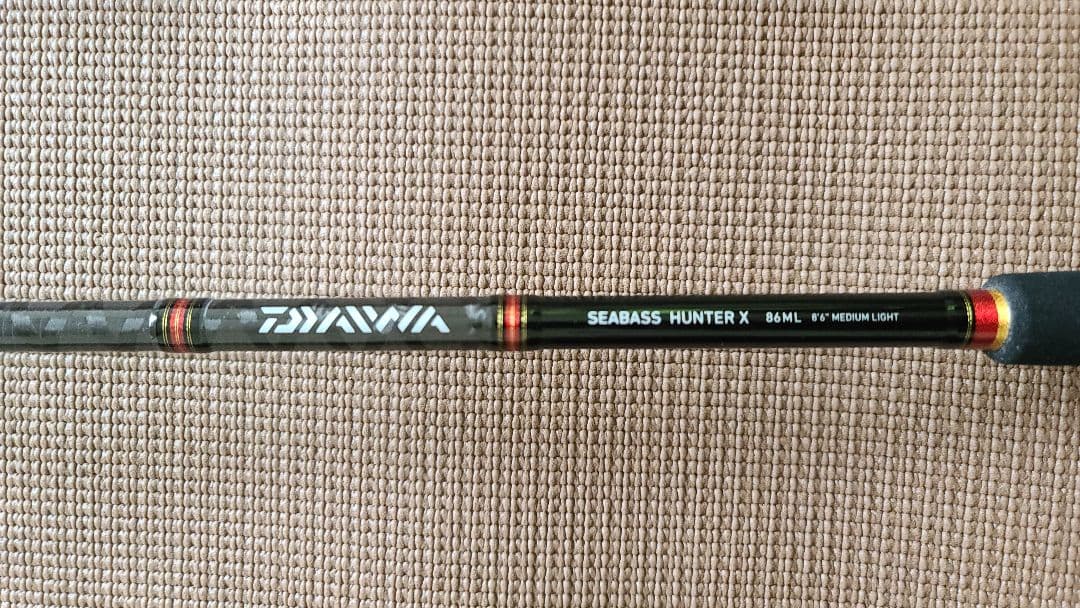 DAIWA SEABASS HUNTER X 86ML 8'6" MEDIUM LIGHT